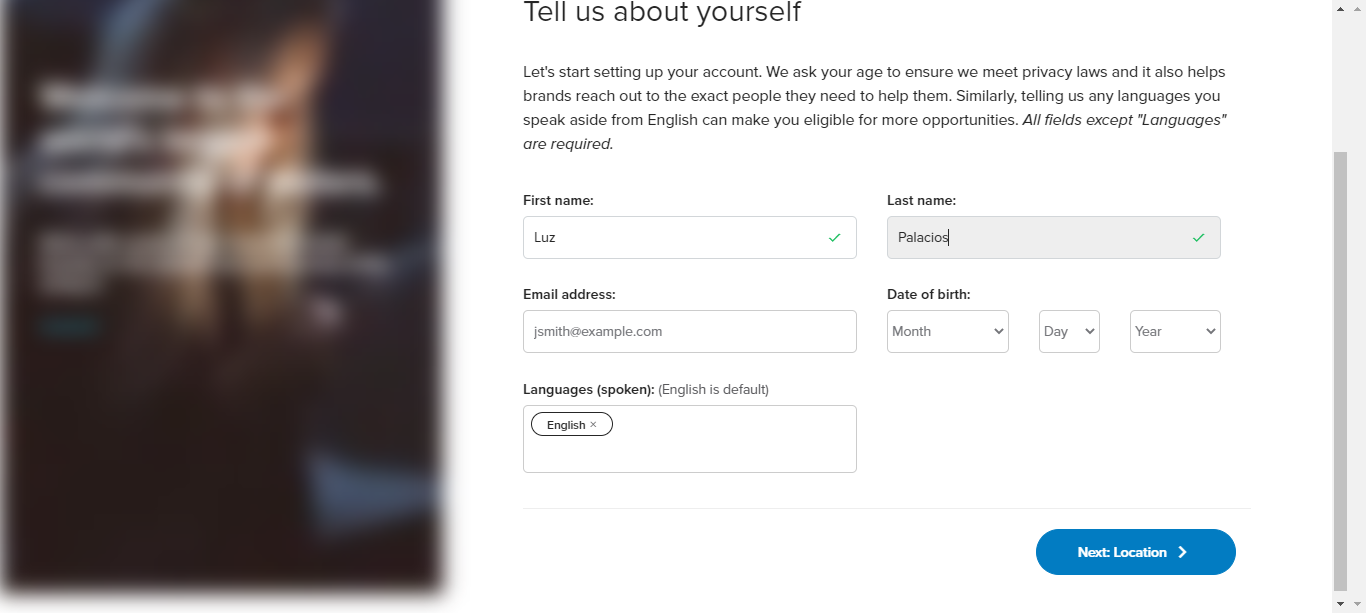 Tell us about yourself
Let's start setting up your account. We ask your age to ensure we meet privacy laws and it also helps
brands reach out to the exact people they need to help them. Similarly, telling us any languages you
speak aside from English can make you eligible for more opportunities. All fields except "Languages"
are required.
First name: Last name:
Luz Palacios
Email address: Date of birth:
jsmith@example.com Month Day Year
Languages (spoken): (English is default)
English ×
Next: Location